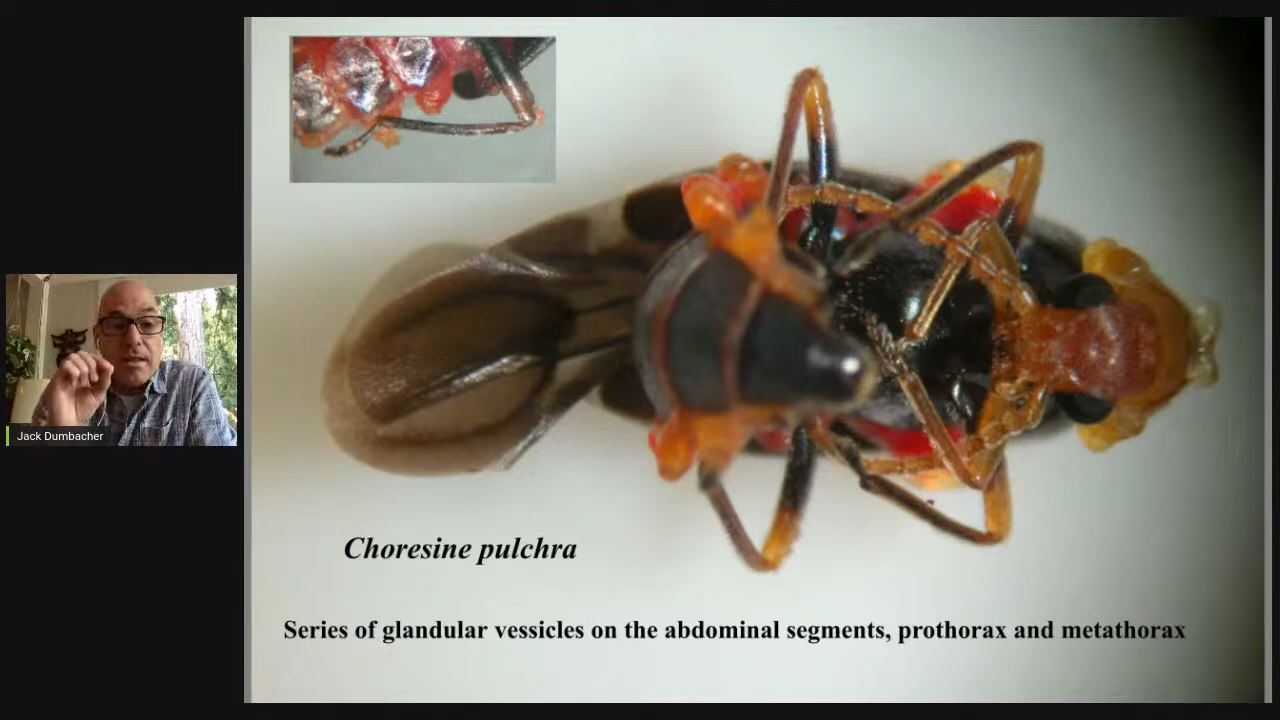 Jack Dumbacher
Choresine pulchra
Series of glandular vessicles on the abdominal segments, prothorax and metathorax